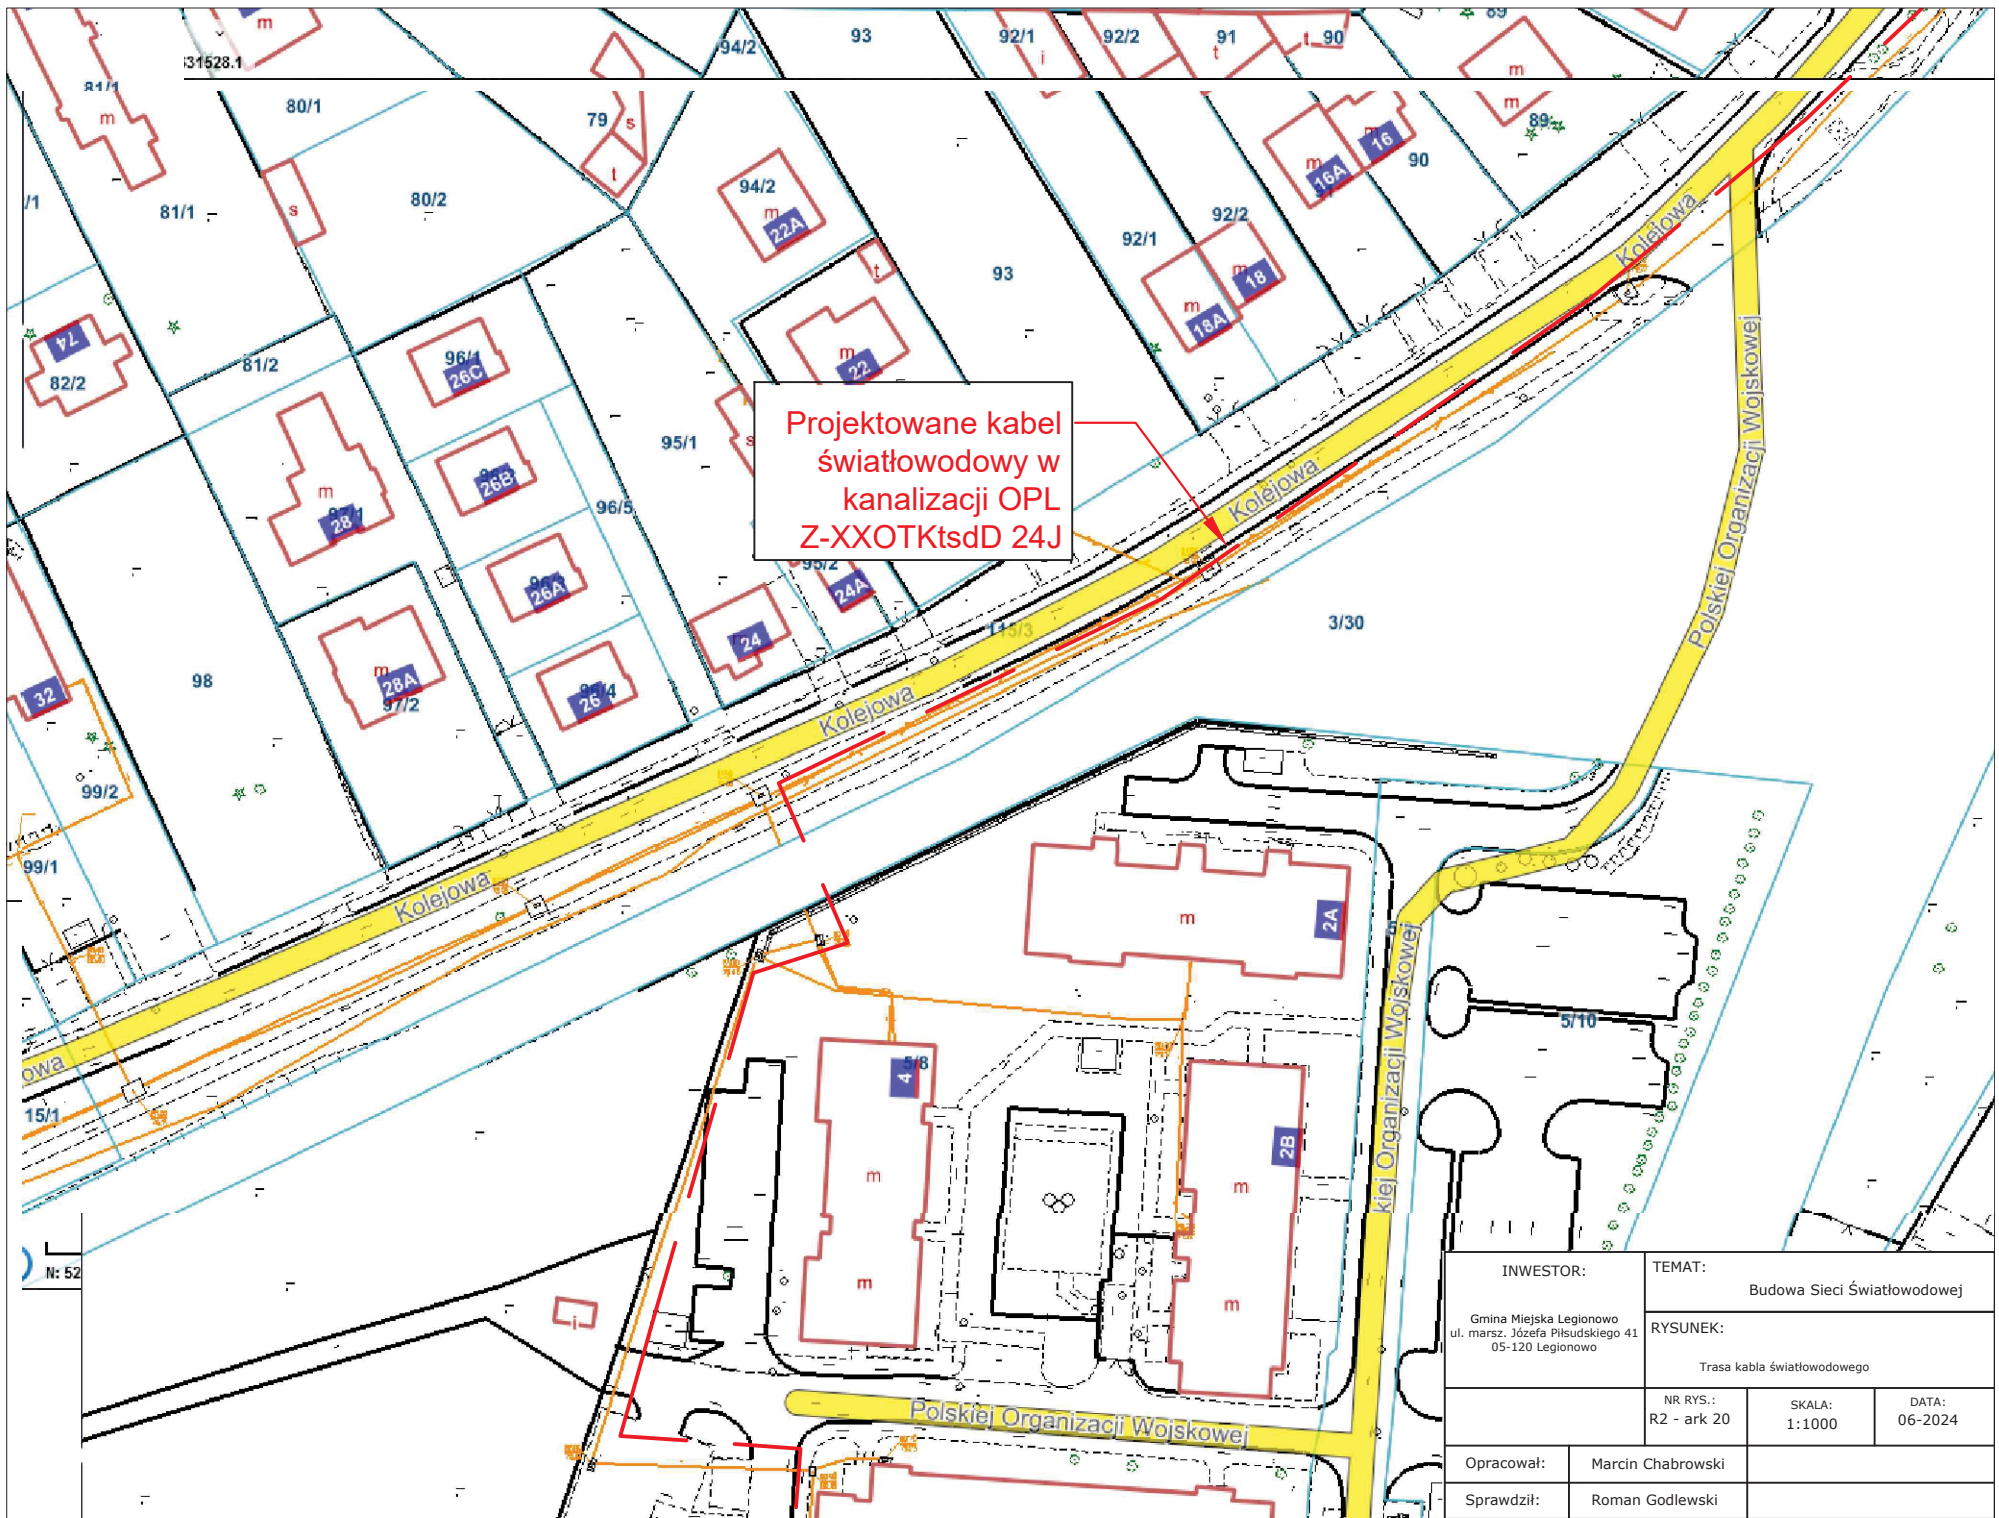 m
94/2
93
92/1
92/2
91
t
90
89
i
t
m
331528.1
81/1
80/1
79
s
m
m
89
m
t
m
16
90
/1
81/1
s
80/2
94/2
m
22A
16A
92/2
92/1
Kolejowa
t
93
m
18
m
18A
74
82/2
81/2
96/1
26C
m
22
Polskiej Organizacji Wojskowej
95/1
s
Projektowane kabel
światłowodowy w
kanalizacji OPL
Z-XXOTKtsdD 24J
m
28
26B
96/5
Kolejowa
95/2
24A
26A
24
115/3
3/30
98
m
28A
97/2
32
26
Kolejowa
99/2
99/1
Kolejowa
m
2A
5/10
owa
15/1
5/8
4
kiej Organizacji Wojskowej
2B
m
m
m
m
i
N: 52
Polskiej Organizacji Wojskowej
INWESTOR:
Gmina Miejska Legionowo
ul. marsz. Józefa Piłsudskiego 41
05-120 Legionowo
TEMAT:
Budowa Sieci Światłowodowej
RYSUNEK:
Trasa kabla światłowodowego
NR RYS.:
R2 - ark 20
SKALA:
1:1000
DATA:
06-2024
Opracował:
Marcin Chabrowski
Sprawdził:
Roman Godlewski